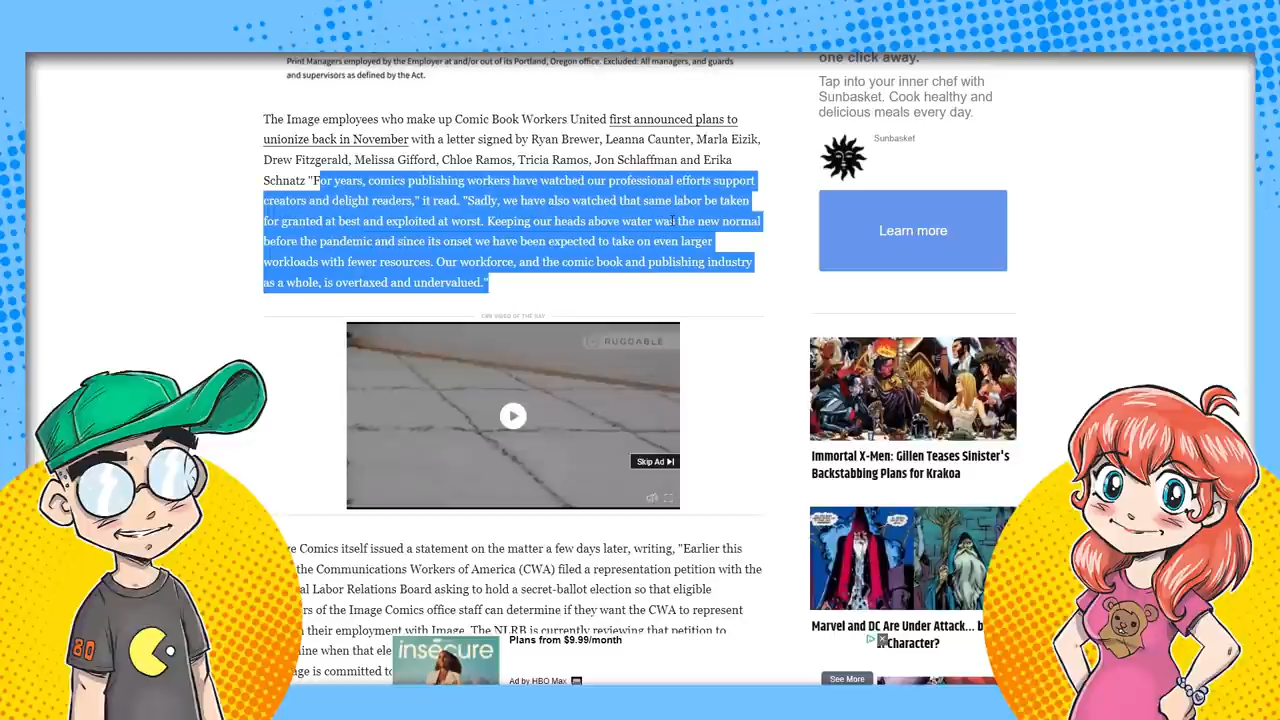 Print Managers employed by the Employer at and/or out of its Portland, Oregon office. Excluded: All managers, and guards
and supervisors as defined by the Act.
The Image employees who make up Comic Book Workers United first announced plans to
unionize back in November with a letter signed by Ryan Brewer, Leanna Caunter, Marla Eizik,
Drew Fitzgerald, Melissa Gifford, Chloe Ramos, Tricia Ramos, Jon Schlaffman and Erika
Schnatz "For years, comics publishing workers have watched our professional efforts support
creators and delight readers," it read. "Sadly, we have also watched that same labor be taken
for granted at best and exploited at worst. Keeping our heads above water was the new normal
before the pandemic and since its onset we have been expected to take on even larger
workloads with fewer resources. Our workforce, and the comic book and publishing industry
as a whole, is overtaxed and undervalued."
CBR VIDEO OF THE DAY
RUGGABLE
Skip Ad
ge Comics itself issued a statement on the matter a few days later, writing, "Earlier this
the Communications Workers of America (CWA) filed a representation petition with the
al Labor Relations Board asking to hold a secret-ballot election so that eligible
rs of the Image Comics office staff can determine if they want the CWA to represent
their employment with Image. The NLRB is currently reviewing that petition to
ine when that ele
ge is committed to
insecure
Plans from $9.99/month
Ad by HBO Max
one click away.
Tap into your inner chef with
Sunbasket. Cook healthy and
delicious meals every day.
Sunbasket
Learn more
Immortal X-Men: Gillen Teases Sinister's
Backstabbing Plans for Krakoa
Marvel and DC Are Under Attack... b
Character?
See More
80